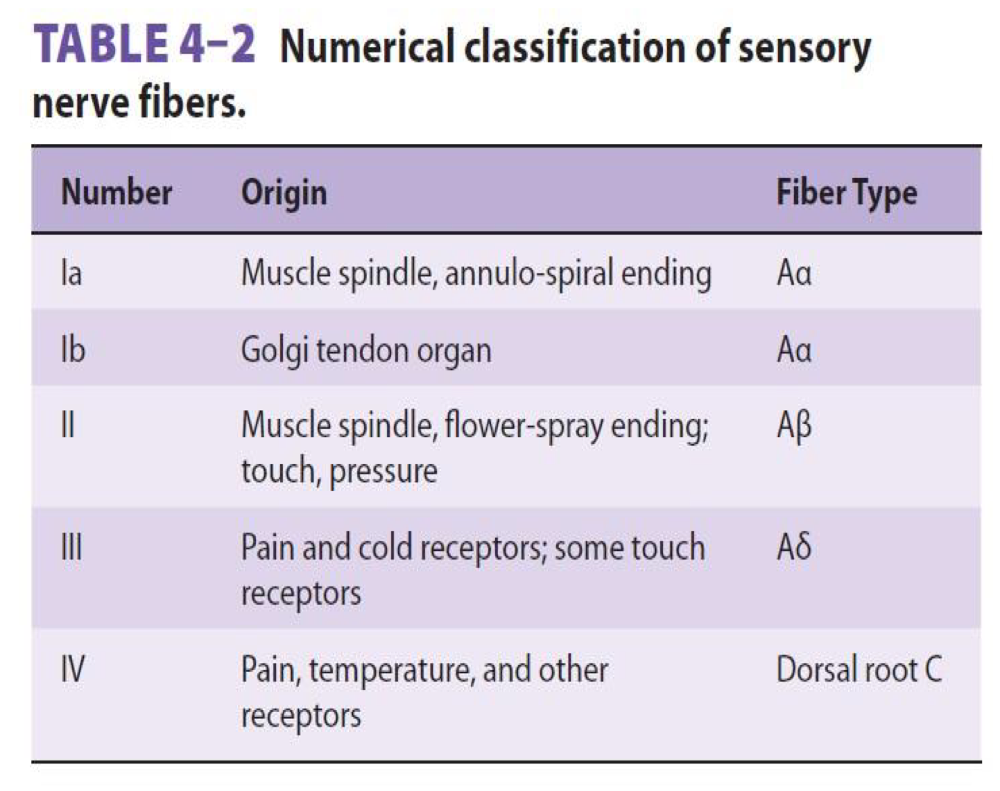 TABLE 4–2 Numerical classification of sensory
nerve fibers.
Number Origin Fiber Type
Ia Muscle spindle, annulo-spiral ending Aα
Ib Golgi tendon organ Aα
II Muscle spindle, flower-spray ending; Aβ
touch, pressure
III Pain and cold receptors; some touch Aδ
receptors
IV Pain, temperature, and other Dorsal root C
receptors